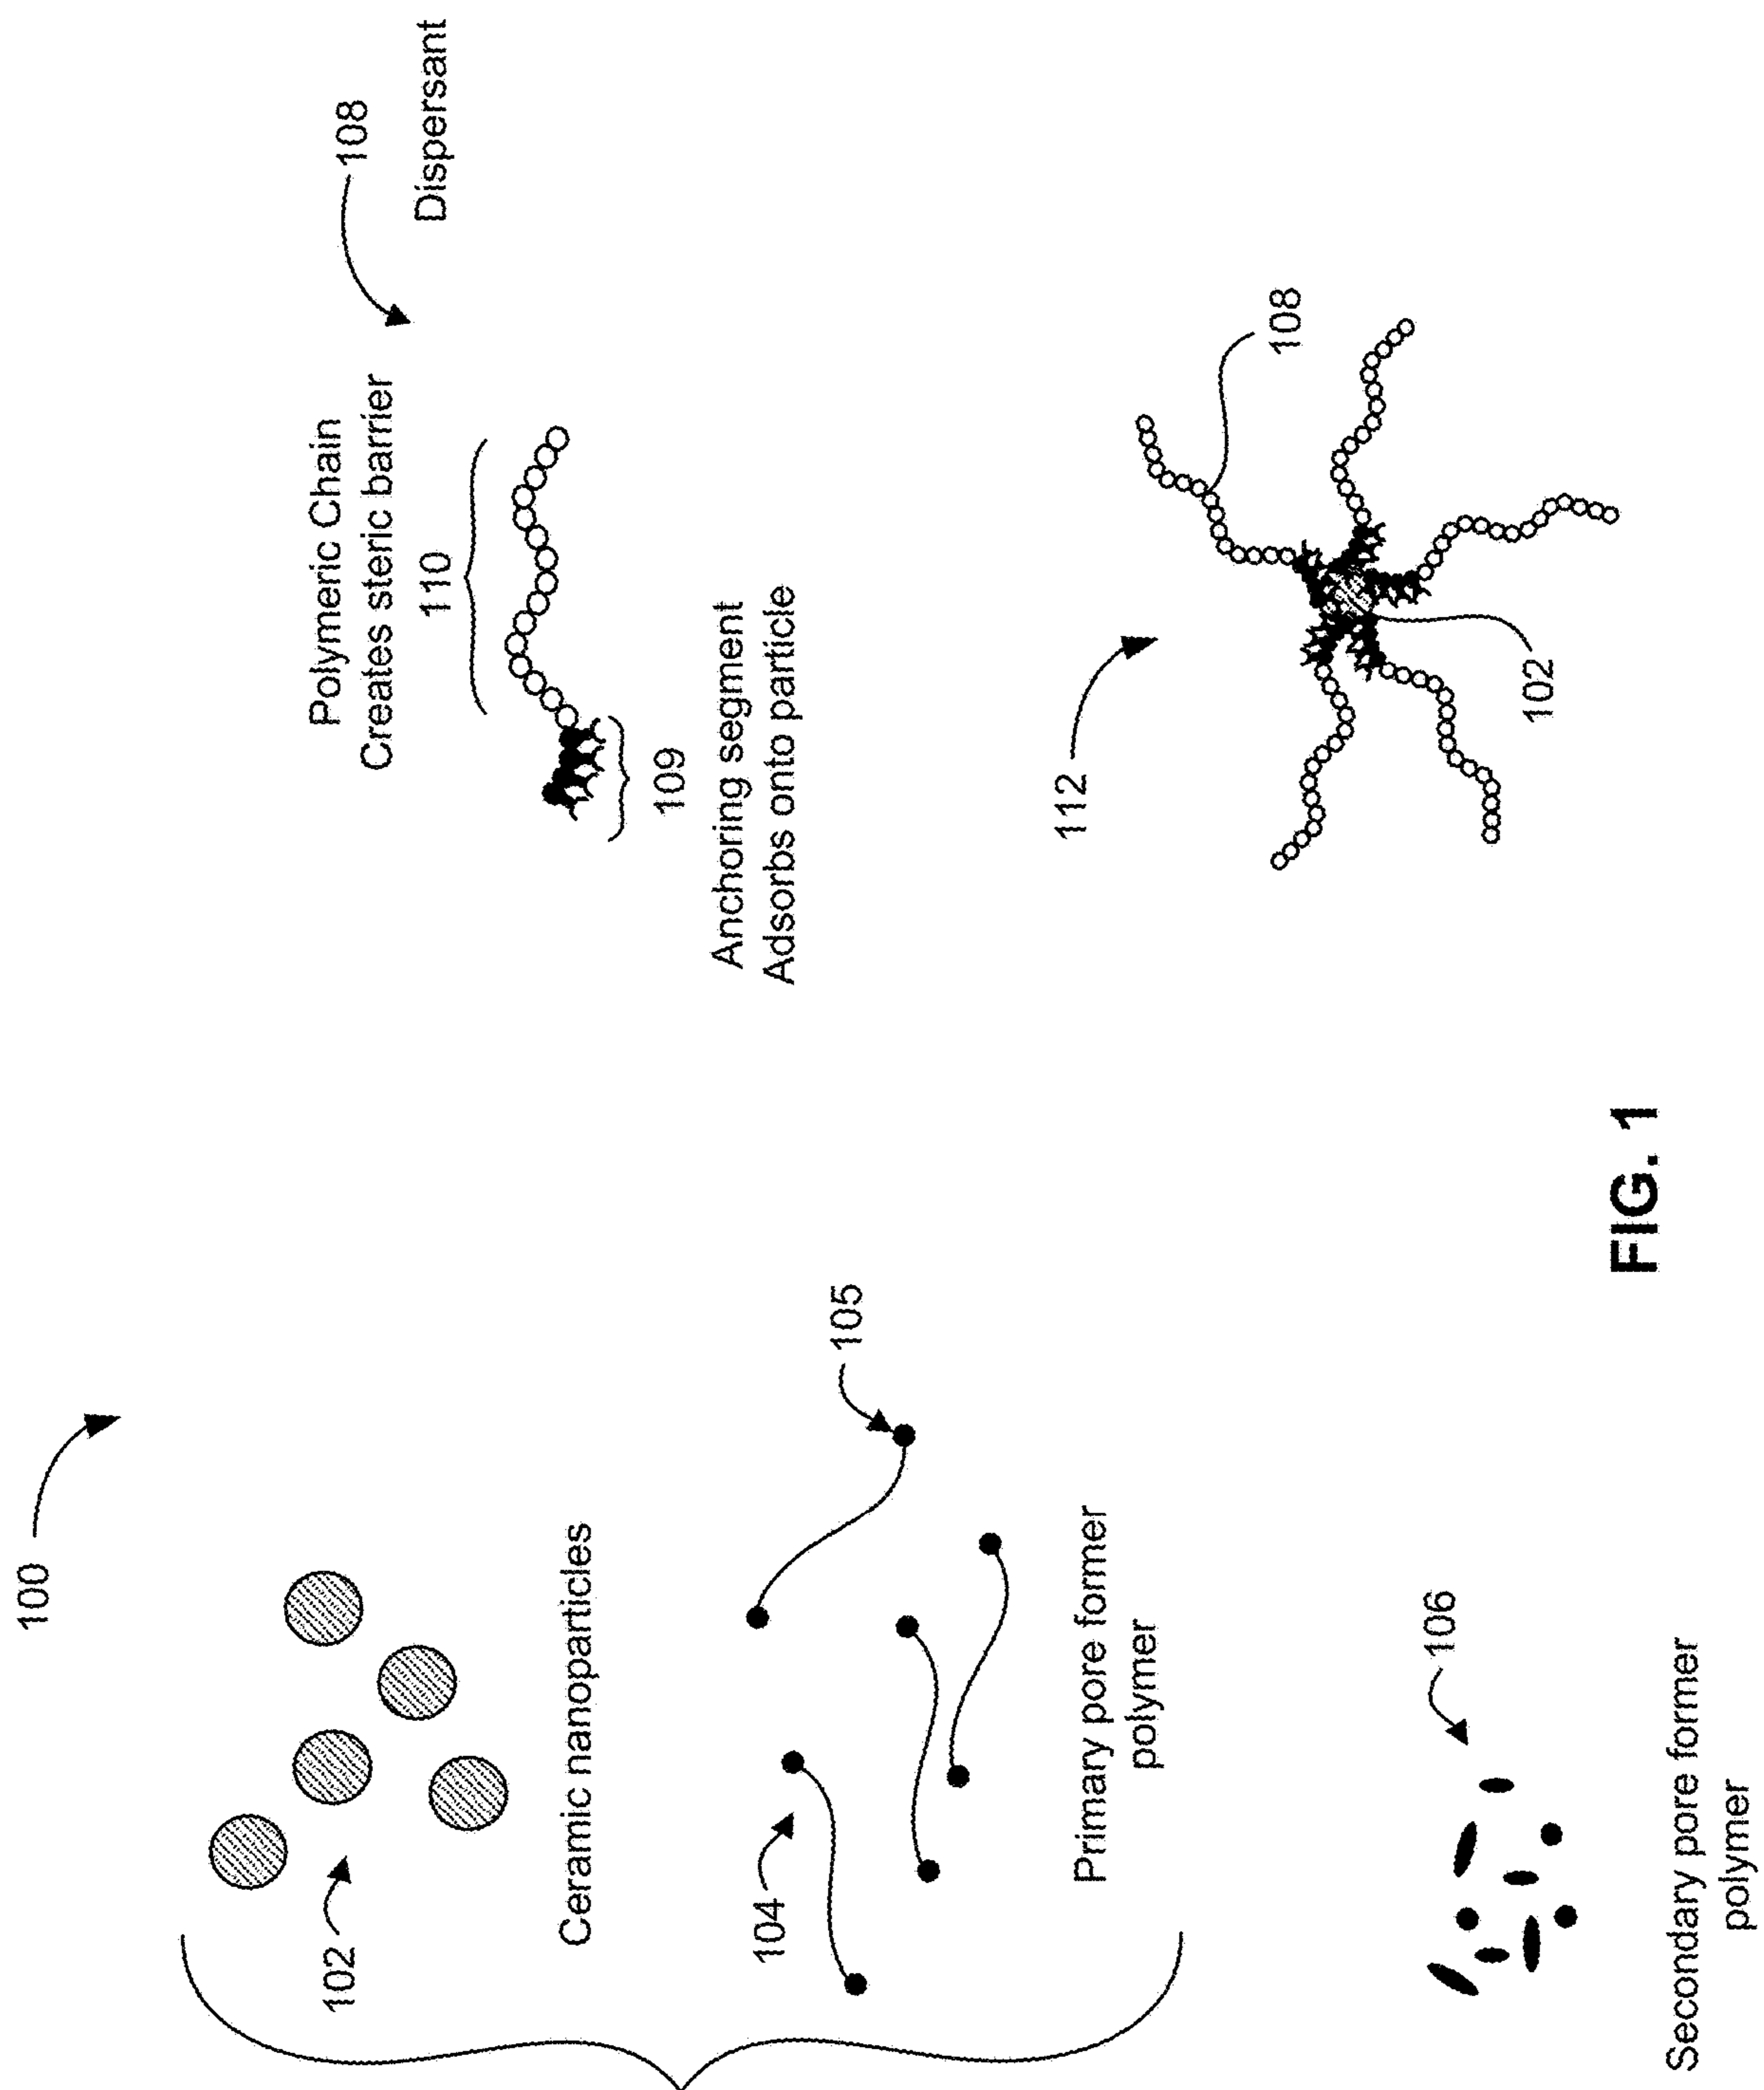 100
102
Ceramic nanoparticles
104
105
Primary pore former
polymer
106
Secondary pore former
polymer
Polymeric Chain
Creates steric barrier
110
108
Dispersant
109
Anchoring segment
Adsorbs onto particle
112
108
102
FIG. 1